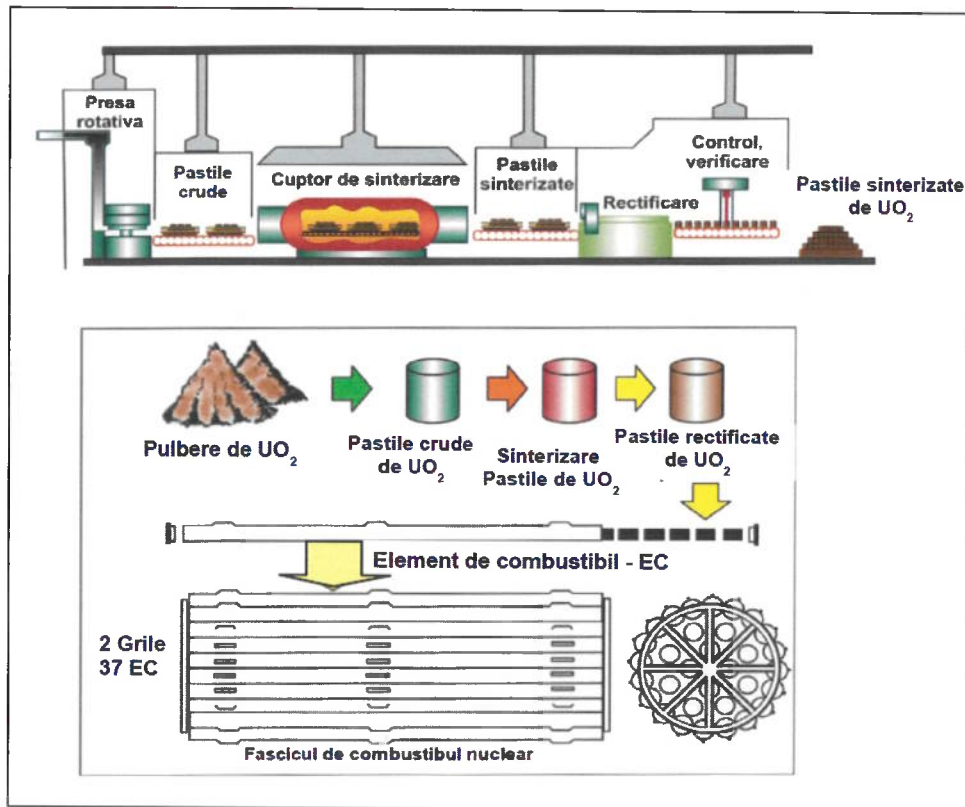 Presa
rotativa
Pastile
crude
Cuptor de sinterizare
Pastile
sinterizate
Rectificare
Control,
verificare
Pastile sinterizate
de UO₂
Pulbere de UO₂
Pastile crude
de UO₂
Sinterizare
Pastile de UO₂
Pastile rectificate
de UO₂
Element de combustibil - EC
2 Grile
37 EC
Fascicul de combustibul nuclear